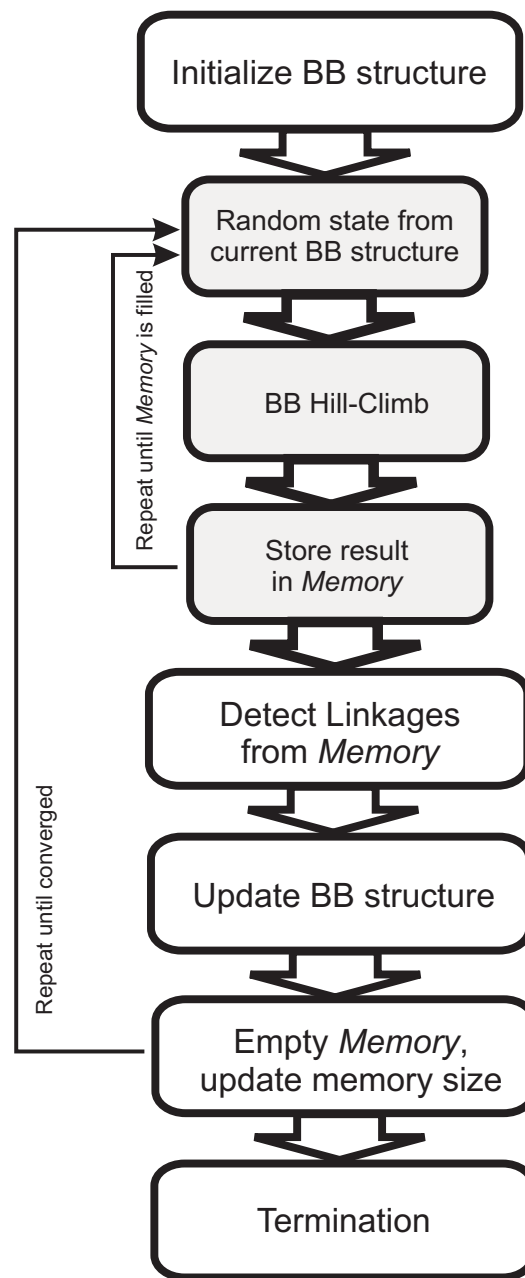 Initialize BB structure
Random state from
current BB structure
Repeat until Memory is filled
BB Hill-Climb
Store result
in Memory
Detect Linkages
from Memory
Repeat until converged
Update BB structure
Empty Memory,
update memory size
Termination